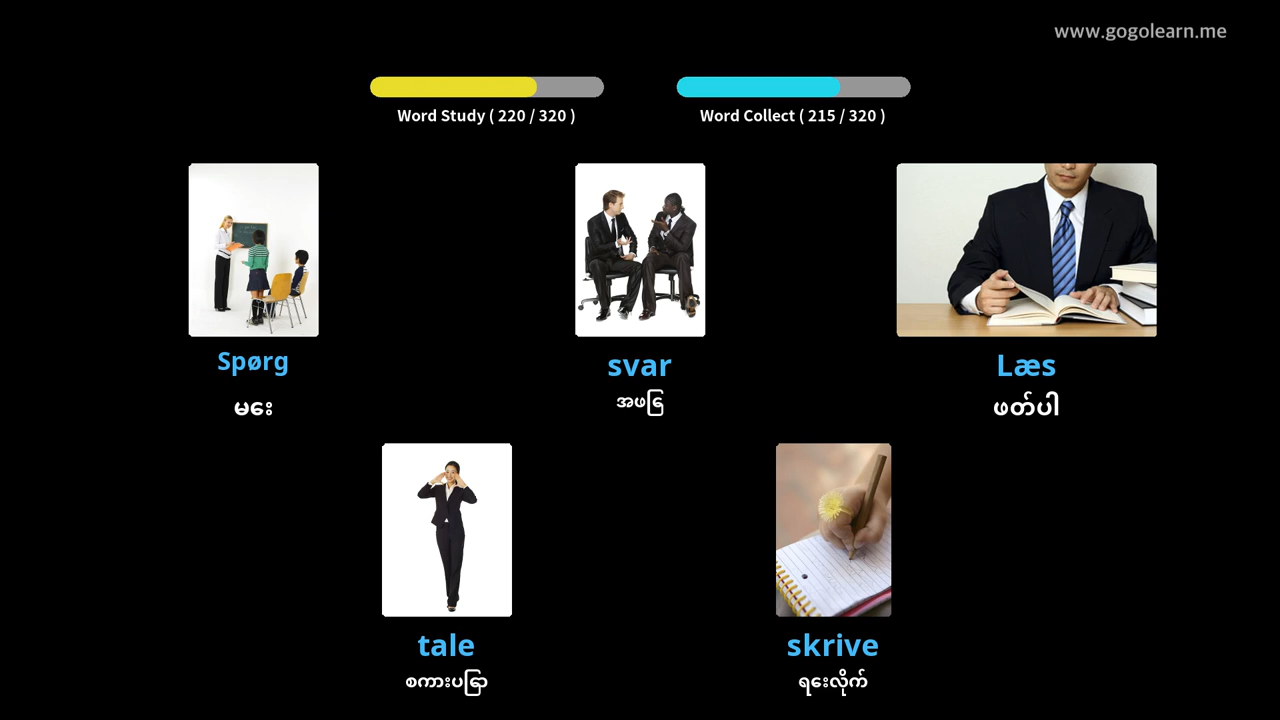 www.gogolearn.me
Word Study ( 220 / 320 )
Word Collect ( 215 / 320 )
Spørg
svar
Læs
မေး
အဖြေ
ဖတ်ပါ
tale
skrive
စကားပြော
ရေးလိုက်